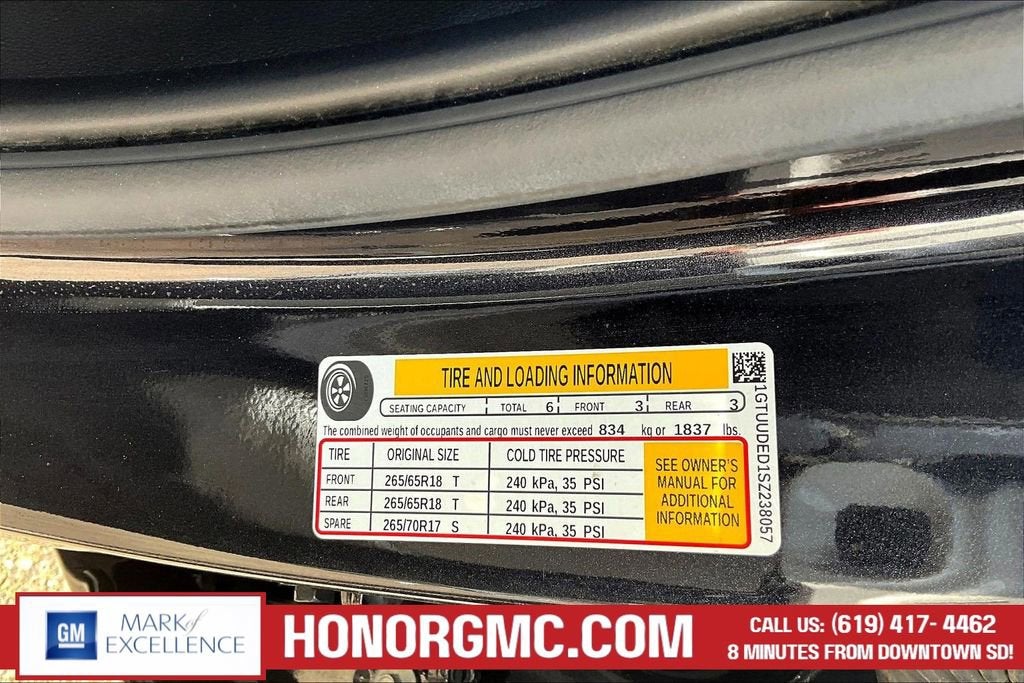 TIRE AND LOADING INFORMATION
SEATING CAPACITY TOTAL 6 FRONT 3 REAR 3
The combined weight of occupants and cargo must never exceed 834 kg or 1837 lbs.
TIRE ORIGINAL SIZE COLD TIRE PRESSURE
FRONT 265/65R18 T 240 kPa, 35 PSI
REAR 265/65R18 T 240 kPa, 35 PSI
SPARE 265/70R17 S 240 kPa, 35 PSI
SEE OWNER'S
MANUAL FOR
ADDITIONAL
INFORMATION
1GTUUDED1SZ238057
GM
MARK of
EXCELLENCE
HONORGMC.COM
CALL US: (619) 417- 4462
8 MINUTES FROM DOWNTOWN SD!